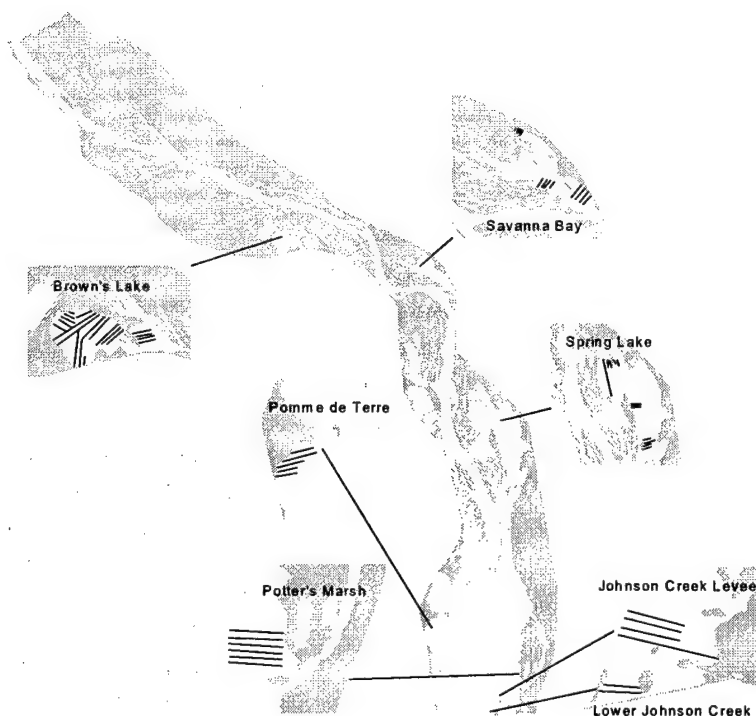 Savanna Bay
Brown's Lake
Spring Lake
Pomme de Terre
Potter's Marsh
Johnson Creek Levee
Lower Johnson Creek